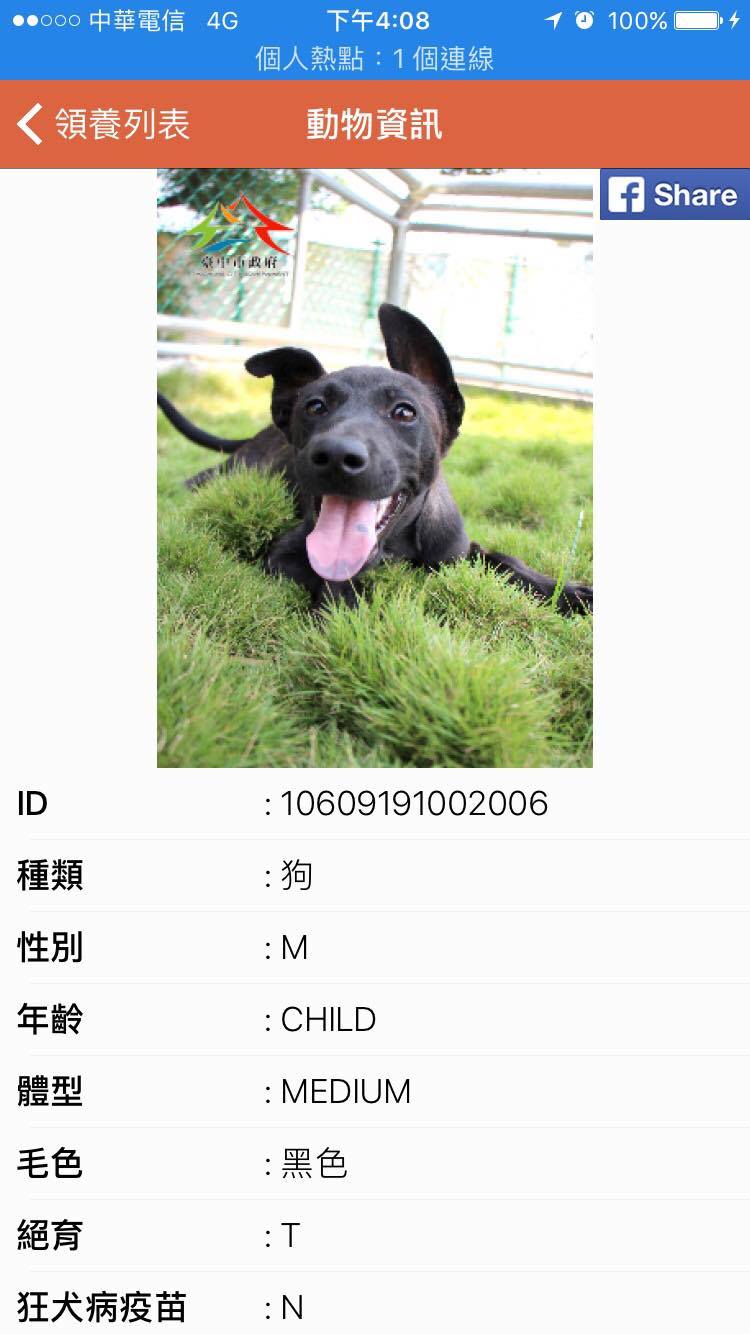 中華電信 4G 下午4:08 100%
個人熱點：1 個連線
領養列表 動物資訊
f Share
臺中市政府
ID : 10609191002006
種類 : 狗
性別 : M
年齡 : CHILD
體型 : MEDIUM
毛色 : 黑色
絕育 : T
狂犬病疫苗 : N